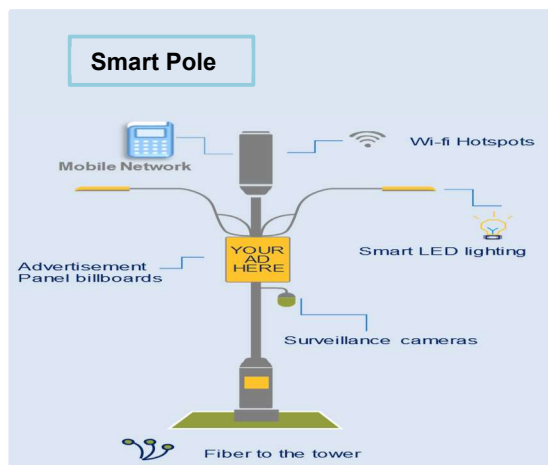 Smart Pole
Mobile Network
Wi-fi Hotspots
YOUR
AD
HERE
Smart LED lighting
Advertisement
Panel billboards
Surveillance cameras
Fiber to the tower